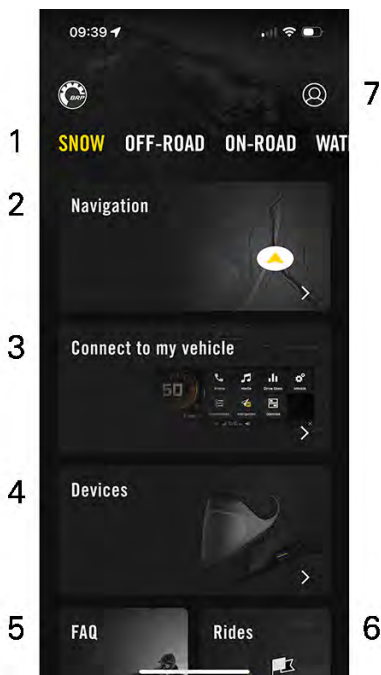 09:39
BRP
7
1 SNOW OFF-ROAD ON-ROAD WAT
2 Navigation
3 Connect to my vehicle
50
4 Devices
5 FAQ Rides 6